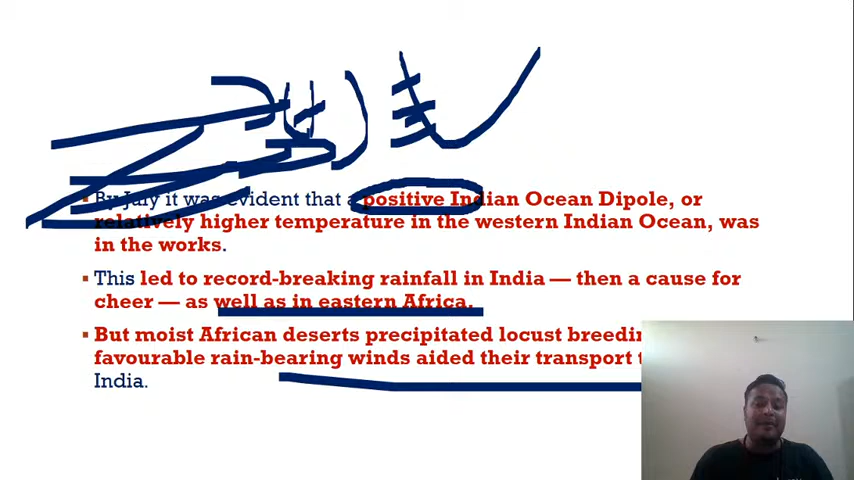 By July it was evident that a positive Indian Ocean Dipole, or
relatively higher temperature in the western Indian Ocean, was
in the works.
This led to record-breaking rainfall in India — then a cause for
cheer — as well as in eastern Africa.
But moist African deserts precipitated locust
favourable rain-bearing winds aided their transport
India.